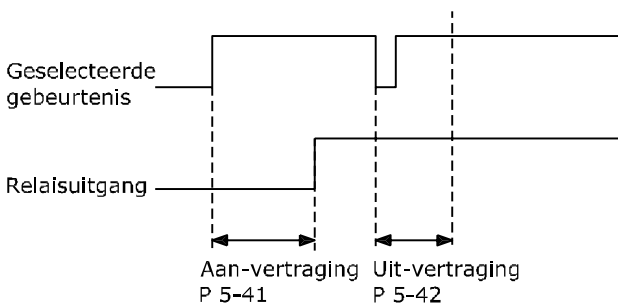 Geselecteerde
gebeurtenis
Relaisuitgang
Aan-vertraging
P 5-41
Uit-vertraging
P 5-42